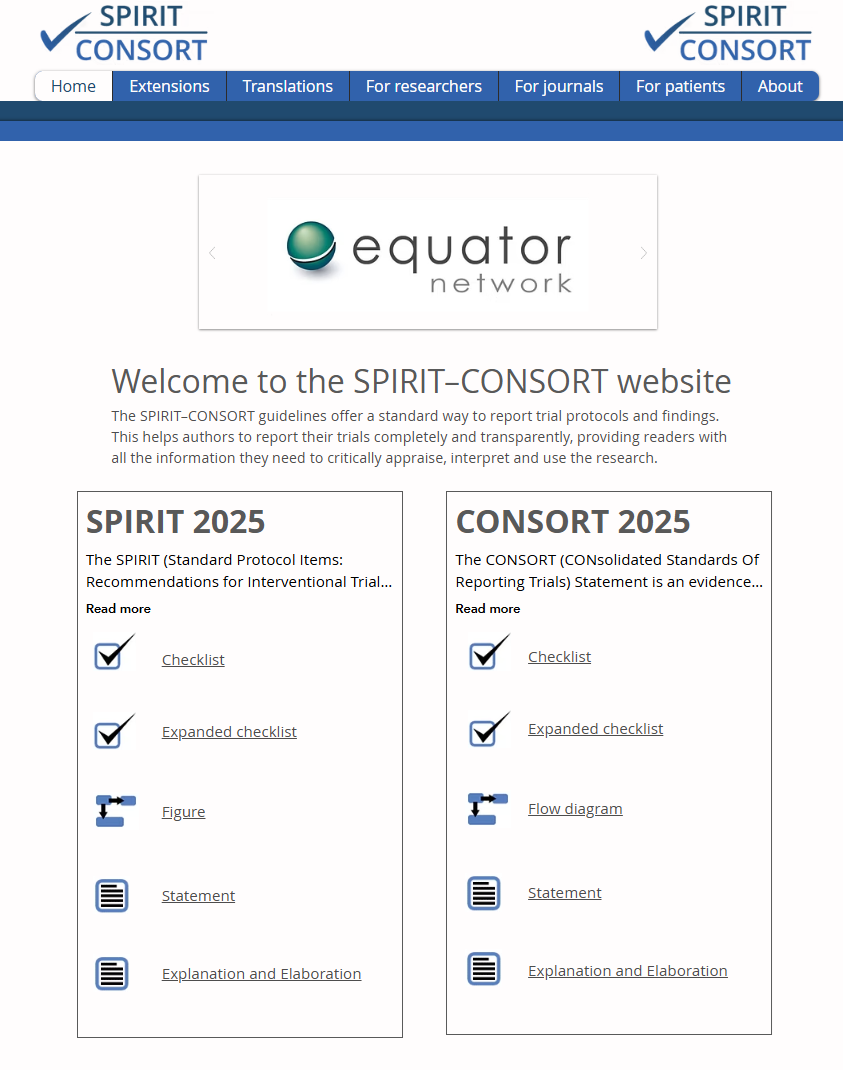 SPIRIT
CONSORT
SPIRIT
CONSORT
Home Extensions Translations For researchers For journals For patients About
equator
network
Welcome to the SPIRIT–CONSORT website
The SPIRIT–CONSORT guidelines offer a standard way to report trial protocols and findings.
This helps authors to report their trials completely and transparently, providing readers with
all the information they need to critically appraise, interpret and use the research.
SPIRIT 2025
The SPIRIT (Standard Protocol Items:
Recommendations for Interventional Trial...
Read more
Checklist
Expanded checklist
Figure
Statement
Explanation and Elaboration
CONSORT 2025
The CONSORT (CONsolidated Standards Of
Reporting Trials) Statement is an evidence...
Read more
Checklist
Expanded checklist
Flow diagram
Statement
Explanation and Elaboration